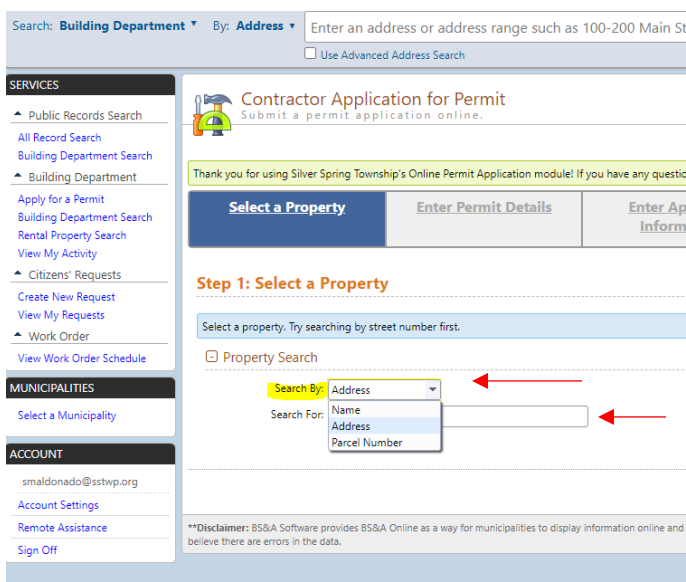 Search: Building Department ▾ By: Address ▾ Enter an address or address range such as 100-200 Main St
Use Advanced Address Search
SERVICES
Public Records Search
All Record Search
Building Department Search
Building Department
Apply for a Permit
Building Department Search
Rental Property Search
View My Activity
Citizens' Requests
Create New Request
View My Requests
Work Order
View Work Order Schedule
MUNICIPALITIES
Select a Municipality
ACCOUNT
smaldonado@sstwp.org
Account Settings
Remote Assistance
Sign Off
Contractor Application for Permit
Submit a permit application online.
Thank you for using Silver Spring Township's Online Permit Application module! If you have any questio
Select a Property
Enter Permit Details
Enter Ap
Inform
Step 1: Select a Property
Select a property. Try searching by street number first.
Property Search
Search By: Address
Search For:
Name
Address
Parcel Number
**Disclaimer: BS&A Software provides BS&A Online as a way for municipalities to display information online and
believe there are errors in the data.